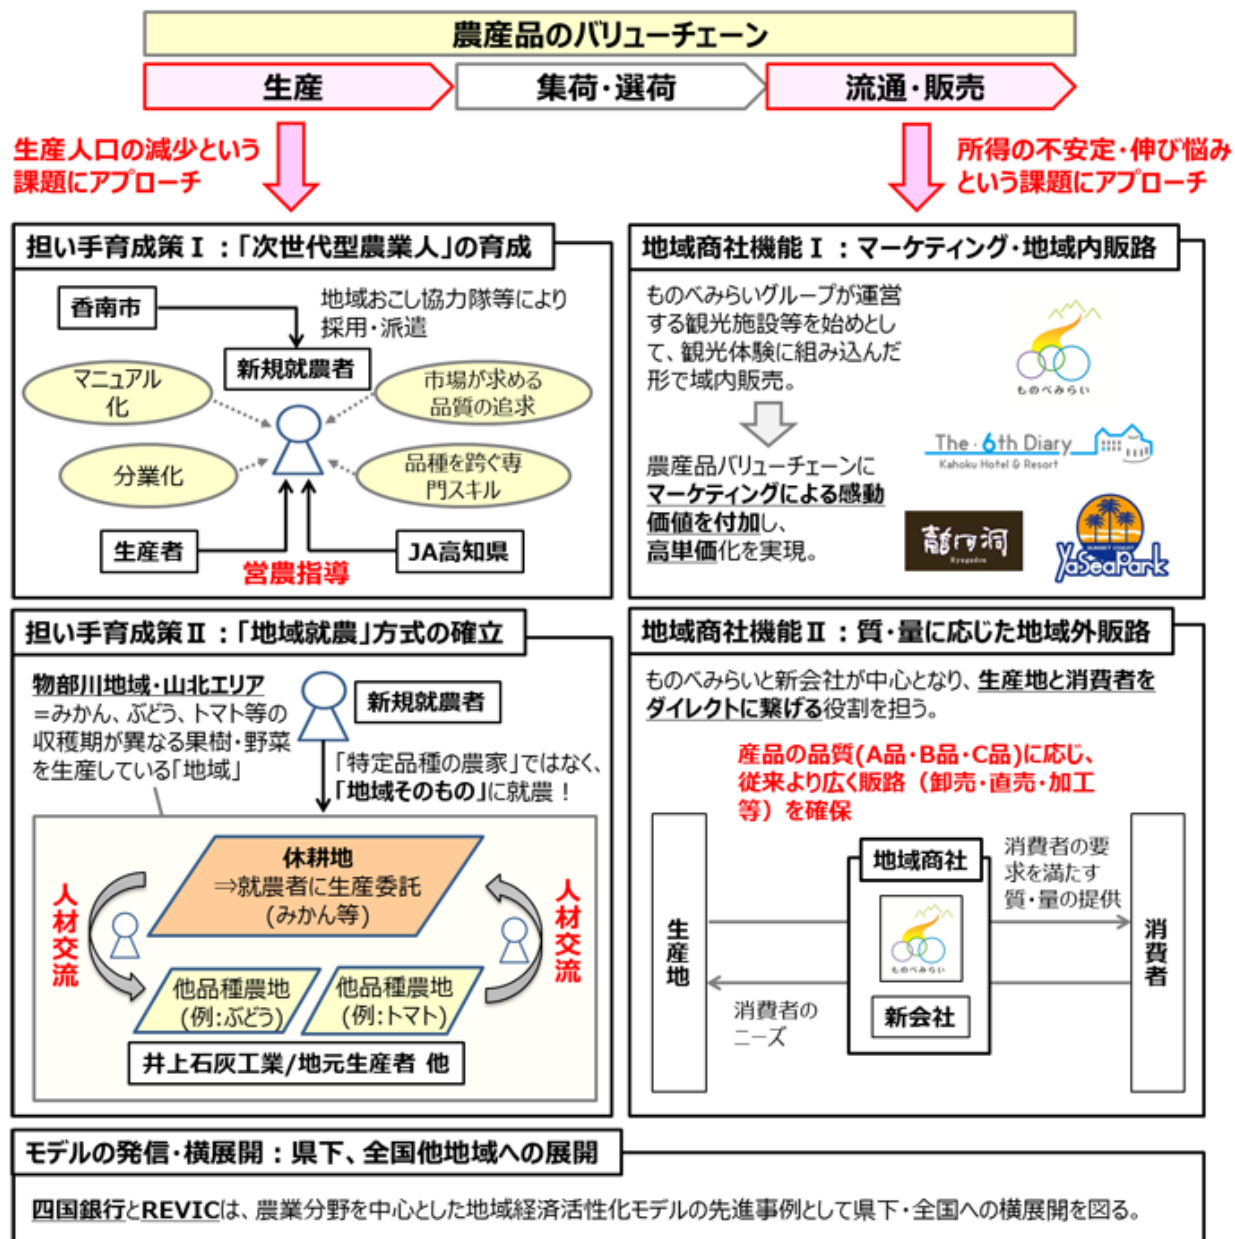 農産品のバリューチェーン
生産
集荷・選荷
流通・販売
生産人口の減少という
課題にアプローチ
所得の不安定・伸び悩み
という課題にアプローチ
担い手育成策Ⅰ：「次世代型農業人」の育成
香南市
地域おこし協力隊等により
採用・派遣
新規就農者
マニュアル
化
市場が求める
品質の追求
分業化
品種を跨ぐ専
門スキル
生産者
JA高知県
営農指導
地域商社機能Ⅰ：マーケティング・地域内販路
ものべみらいグループが運営
する観光施設等を始めとし
て、観光体験に組み込んだ
形で域内販売。
農産品バリューチェーンに
マーケティングによる感動
価値を付加し、
高単価化を実現。
ものべみらい
The・6th Diary
Kahoku Hotel & Resort
龍河洞
Ryugadou
SUNSET COAST
YaSeaPark
担い手育成策Ⅱ：「地域就農」方式の確立
物部川地域・山北エリア
=みかん、ぶどう、トマト等の
収穫期が異なる果樹・野菜
を生産している「地域」
新規就農者
「特定品種の農家」ではなく、
「地域そのもの」に就農！
休耕地
⇒就農者に生産委託
(みかん等)
人材交流
人材交流
他品種農地
(例:ぶどう)
他品種農地
(例:トマト)
井上石灰工業/地元生産者 他
地域商社機能Ⅱ：質・量に応じた地域外販路
ものべみらいと新会社が中心となり、生産地と消費者を
ダイレクトに繋げる役割を担う。
産品の品質(A品・B品・C品)に応じ、
従来より広く販路（卸売・直売・加工
等）を確保
生産地
地域商社
ものべみらい
新会社
消費者の要
求を満たす
質・量の提供
消費者の
ニーズ
消費者
モデルの発信・横展開：県下、全国他地域への展開
四国銀行とREVICは、農業分野を中心とした地域経済活性化モデルの先進事例として県下・全国への横展開を図る。